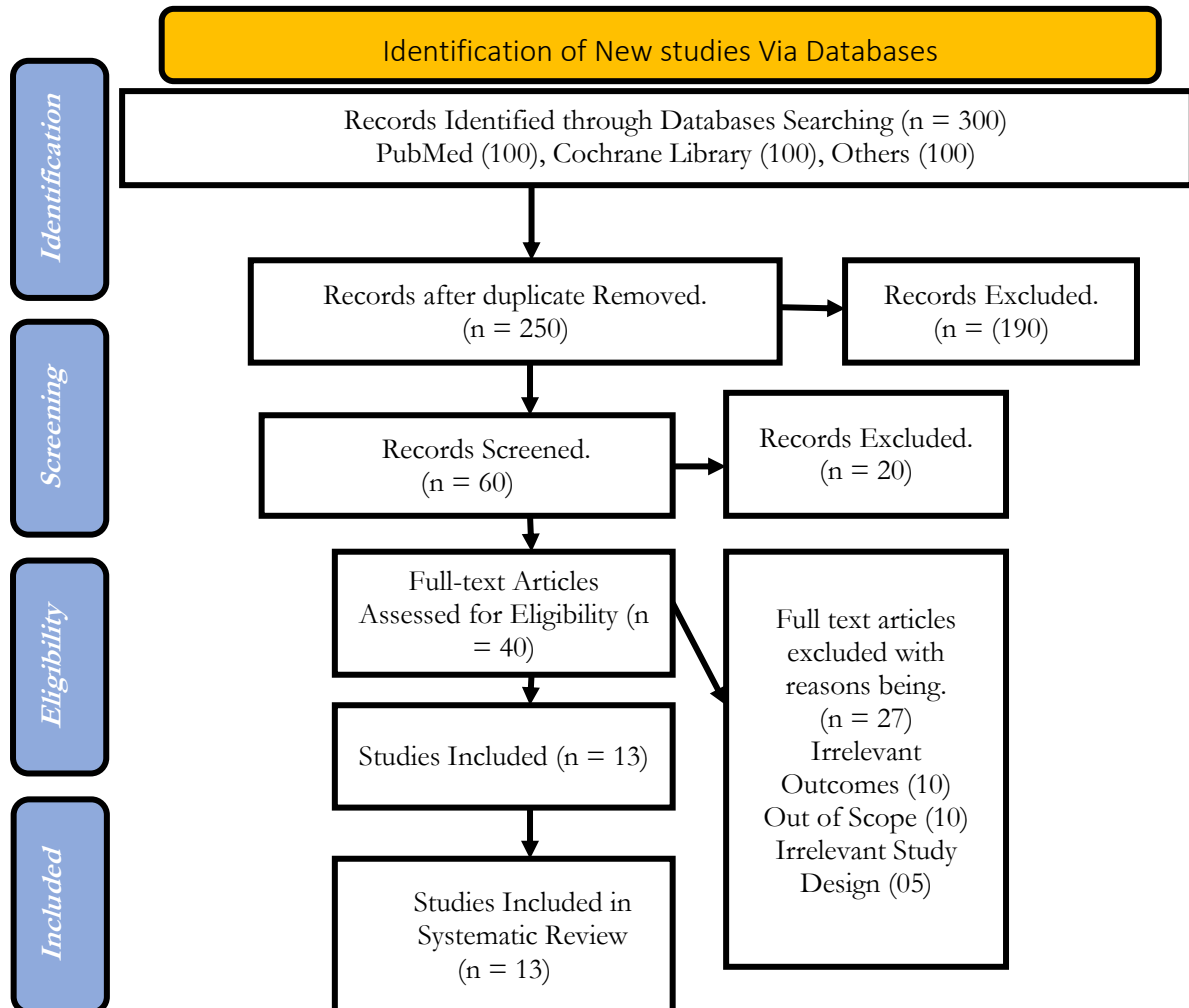 Identification of New studies Via Databases
Identification
Records Identified through Databases Searching (n = 300)
PubMed (100), Cochrane Library (100), Others (100)
Records after duplicate Removed.
(n = 250)
Records Excluded.
(n = (190)
Screening
Records Screened.
(n = 60)
Records Excluded.
(n = 20)
Eligibility
Full-text Articles
Assessed for Eligibility (n
= 40)
Full text articles
excluded with
reasons being.
(n = 27)
Irrelevant
Outcomes (10)
Out of Scope (10)
Irrelevant Study
Design (05)
Studies Included (n = 13)
Included
Studies Included in
Systematic Review
(n = 13)